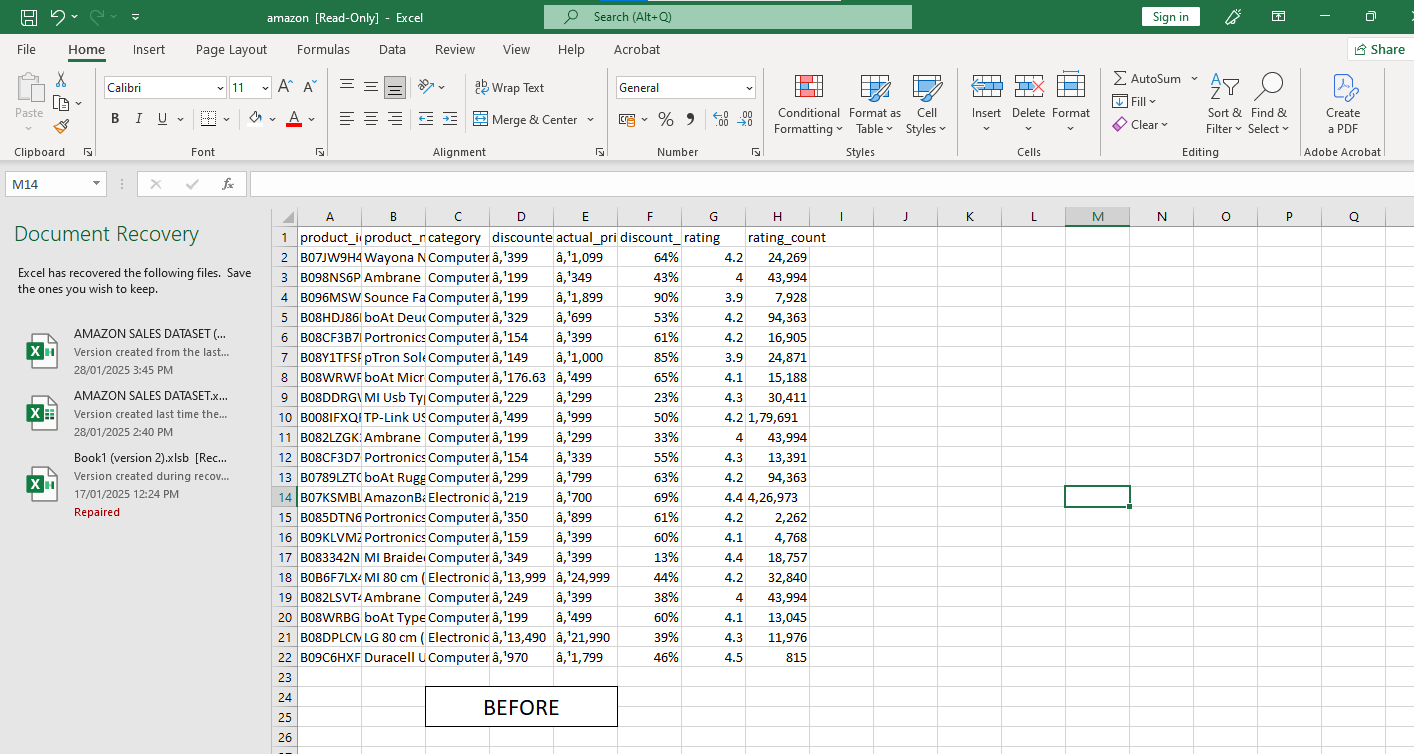 amazon [Read-Only] - Excel
Search (Alt+Q)
Sign in
File Home Insert Page Layout Formulas Data Review View Help Acrobat
Share
Paste
Calibri 11
B I U
Wrap Text
Merge & Center
General
Conditional Formatting
Format as Table
Cell Styles
Insert Delete Format
AutoSum
Fill
Clear
Sort & Filter
Find & Select
Create a PDF
Clipboard Font Alignment Number Styles Cells Editing Adobe Acrobat
M14 fx
Document Recovery
Excel has recovered the following files. Save
the ones you wish to keep.
AMAZON SALES DATASET (...
Version created from the last...
28/01/2025 3:45 PM
AMAZON SALES DATASET.x...
Version created last time the...
28/01/2025 2:40 PM
Book1 (version 2).xlsb [Rec...
Version created during recov...
17/01/2025 12:24 PM
Repaired
A B C D E F G H I J K L M N O P Q
1 product_i product_n category discounte actual_pri discount_ rating rating_count
2 B07JW9H4 Wayona N Computer â‚¹399 â‚¹1,099 64% 4.2 24,269
3 B098NS6P Ambrane Computer â‚¹199 â‚¹349 43% 4 43,994
4 B096MSW Sounce Fa Computer â‚¹199 â‚¹1,899 90% 3.9 7,928
5 B08HDJ86 boAt Deuc Computer â‚¹329 â‚¹699 53% 4.2 94,363
6 B08CF3B7 Portronics Computer â‚¹154 â‚¹399 61% 4.2 16,905
7 B08Y1TFSP pTron Sole Computer â‚¹149 â‚¹1,000 85% 3.9 24,871
8 B08WRWP boAt Micr Computer â‚¹176.63 â‚¹499 65% 4.1 15,188
9 B08DDRGV MI Usb Typ Computer â‚¹229 â‚¹299 23% 4.3 30,411
10 B008IFXQF TP-Link US Computer â‚¹499 â‚¹999 50% 4.2 1,79,691
11 B082LZGK Ambrane Computer â‚¹199 â‚¹299 33% 4 43,994
12 B08CF3D7 Portronics Computer â‚¹154 â‚¹339 55% 4.3 13,391
13 B0789LZTC boAt Rugg Computer â‚¹299 â‚¹799 63% 4.2 94,363
14 B07KSMBL AmazonBa Electronic â‚¹219 â‚¹700 69% 4.4 4,26,973
15 B085DTN6 Portronics Computer â‚¹350 â‚¹899 61% 4.2 2,262
16 B09KLVMZ Portronics Computer â‚¹159 â‚¹399 60% 4.1 4,768
17 B083342N Mi Braide Computer â‚¹349 â‚¹399 13% 4.4 18,757
18 B0B6F7LX4 MI 80 cm ( Electronic â‚¹13,999 â‚¹24,999 44% 4.2 32,840
19 B082LSVT4 Ambrane Computer â‚¹249 â‚¹399 38% 4 43,994
20 B08WRBG boAt Type Computer â‚¹199 â‚¹499 60% 4.1 13,045
21 B08DPLCM LG 80 cm ( Electronic â‚¹13,490 â‚¹21,990 39% 4.3 11,976
22 B09C6HXF Duracell U Computer â‚¹970 â‚¹1,799 46% 4.5 815
23
24
25
26
BEFORE